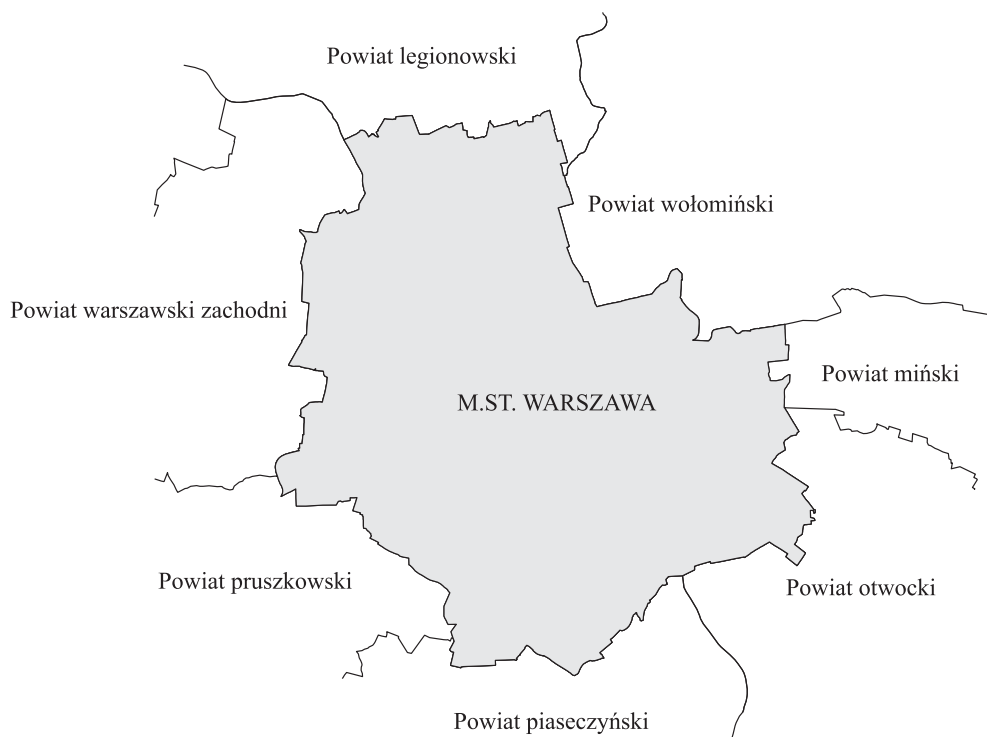 Powiat legionowski
Powiat wołomiński
Powiat warszawski zachodni
Powiat miński
M.ST. WARSZAWA
Powiat pruszkowski
Powiat otwocki
Powiat piaseczyński